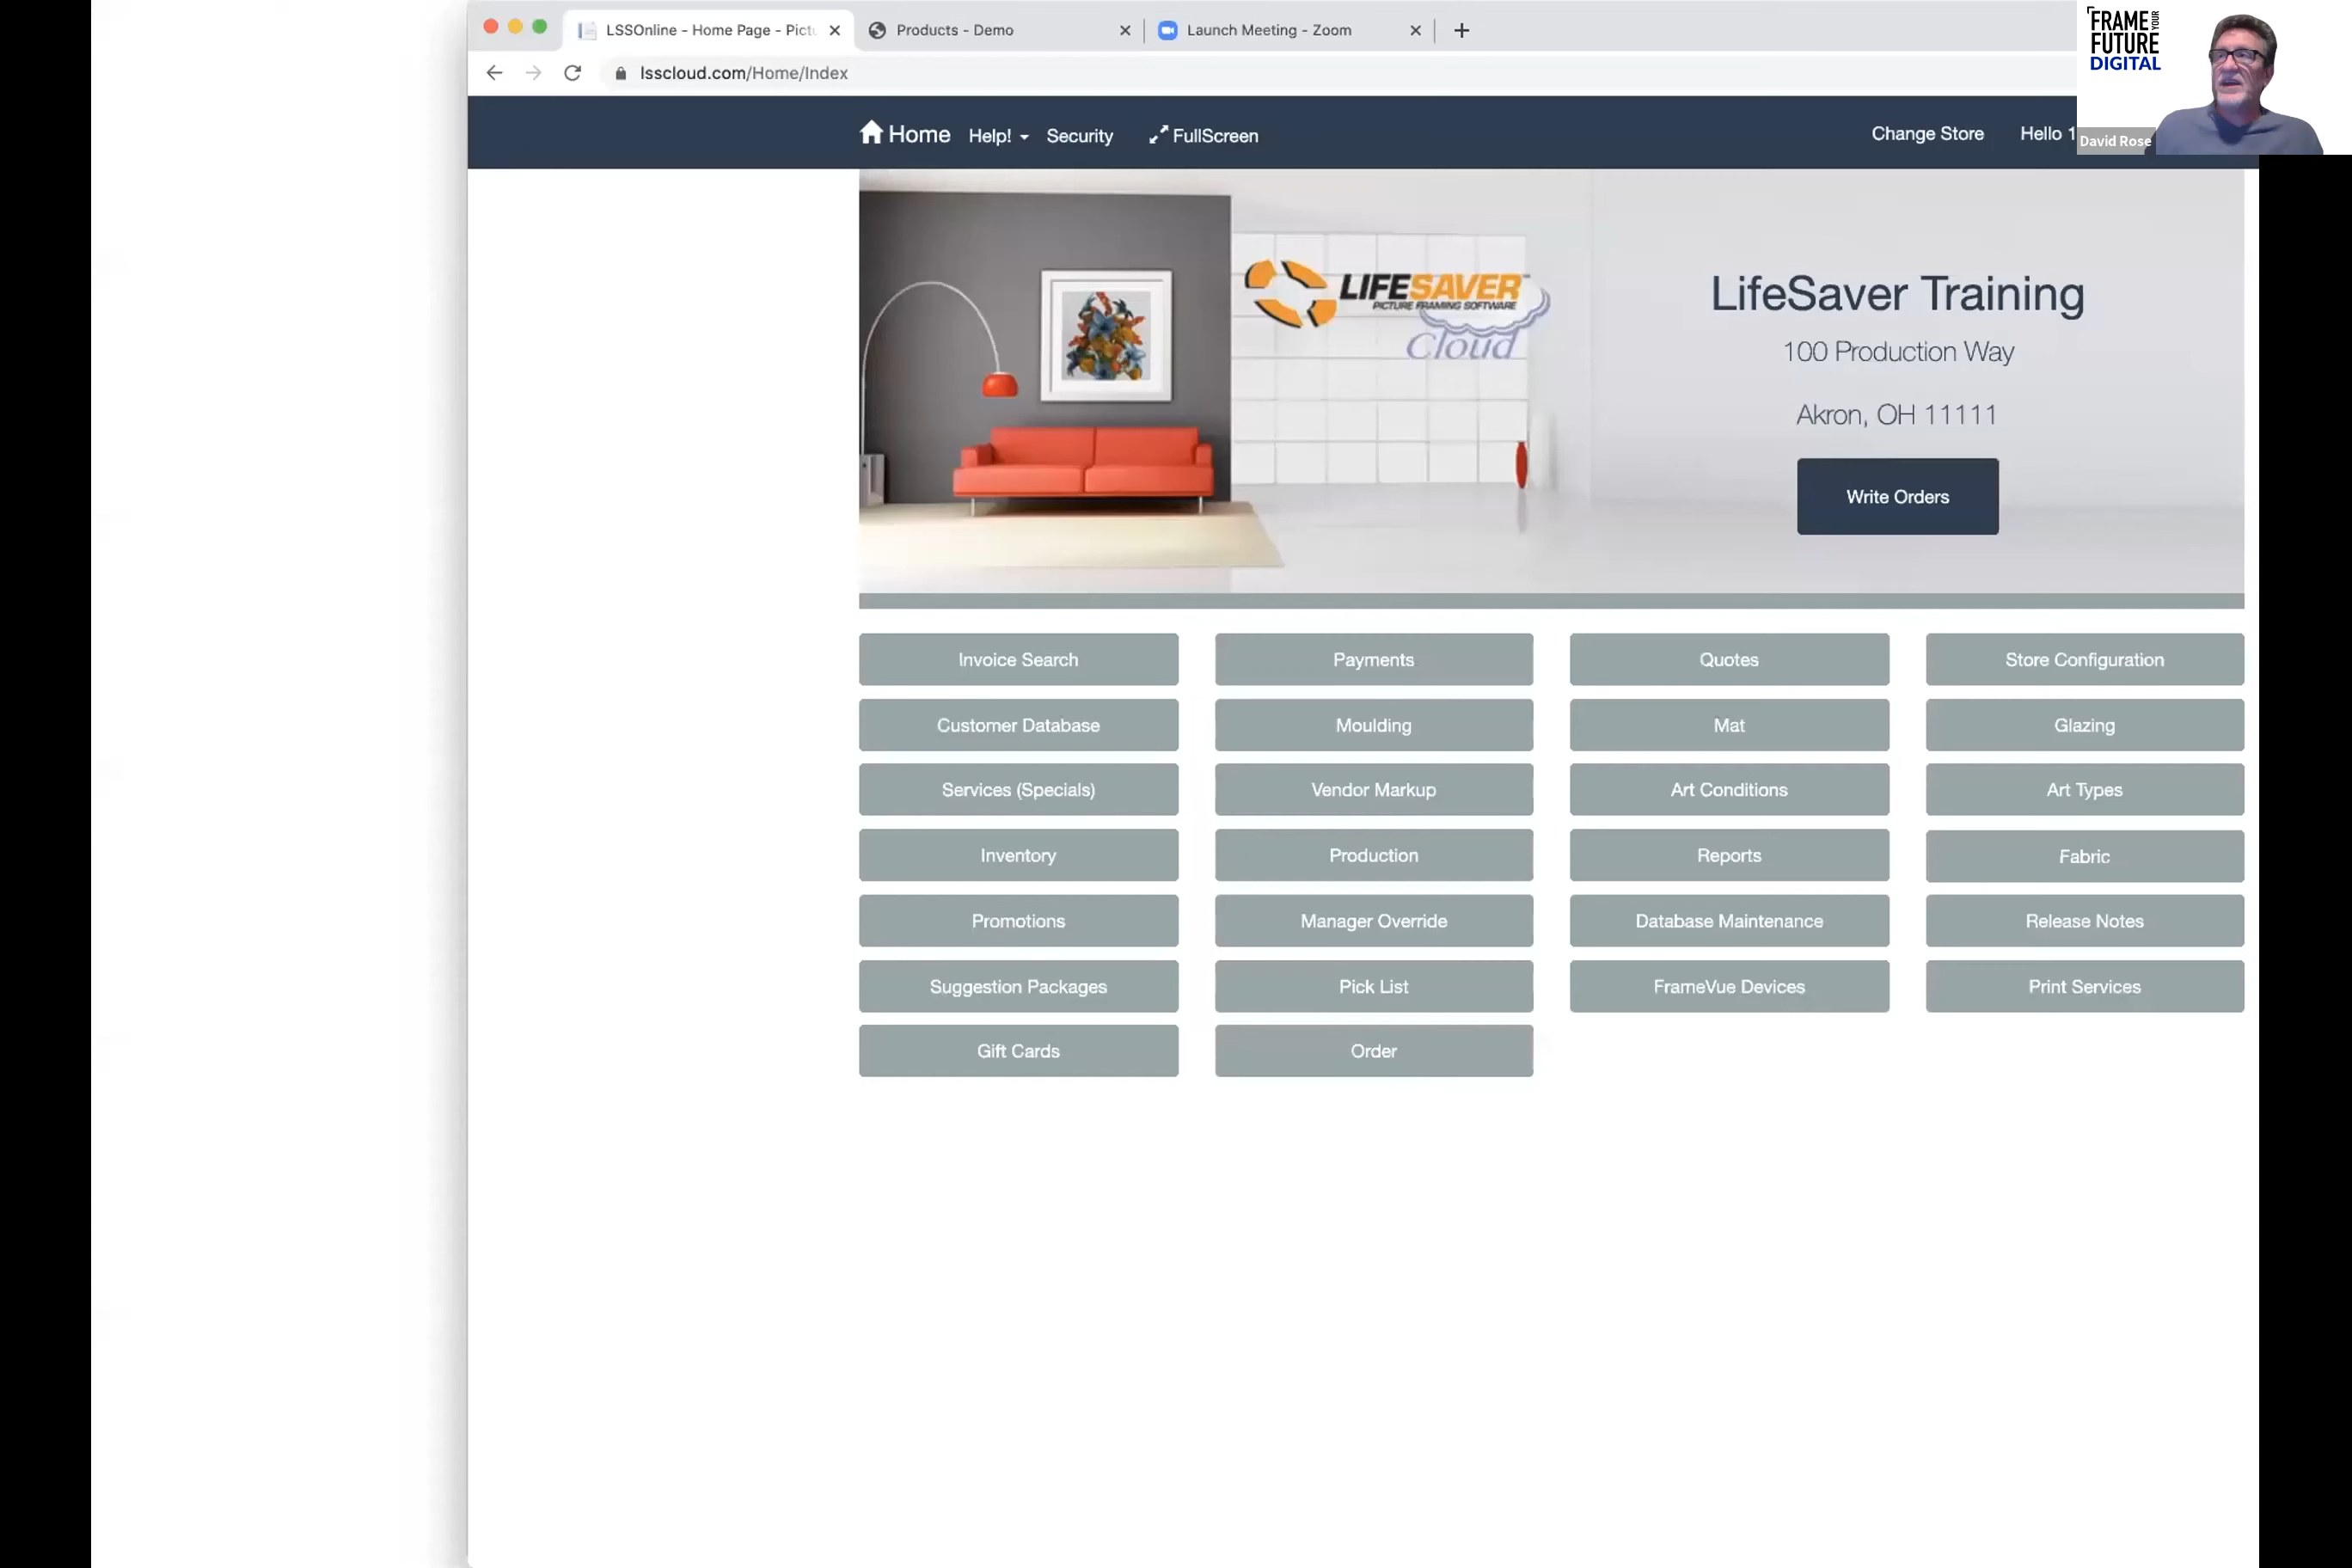 LSSOnline - Home Page - Pictu
Products - Demo
Launch Meeting - Zoom
lsscloud.com/Home/Index
FRAME YOUR
FUTURE
DIGITAL
David Rose
Home
Help!
Security
FullScreen
Change Store
Hello 1
LIFESAVER™
PICTURE FRAMING SOFTWARE
Cloud
LifeSaver Training
100 Production Way
Akron, OH 11111
Write Orders
Invoice Search
Payments
Quotes
Store Configuration
Customer Database
Moulding
Mat
Glazing
Services (Specials)
Vendor Markup
Art Conditions
Art Types
Inventory
Production
Reports
Fabric
Promotions
Manager Override
Database Maintenance
Release Notes
Suggestion Packages
Pick List
FrameVue Devices
Print Services
Gift Cards
Order